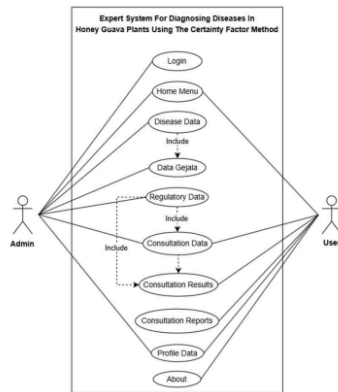 Expert System For Diagnosing Diseases In
Honey Guava Plants Using The Certainty Factor Method
Login
Home Menu
Disease Data
Include
Data Gejala
Regulatory Data
Include
Admin
User
Include
Consultation Data
Consultation Results
Consultation Reports
Profile Data
About